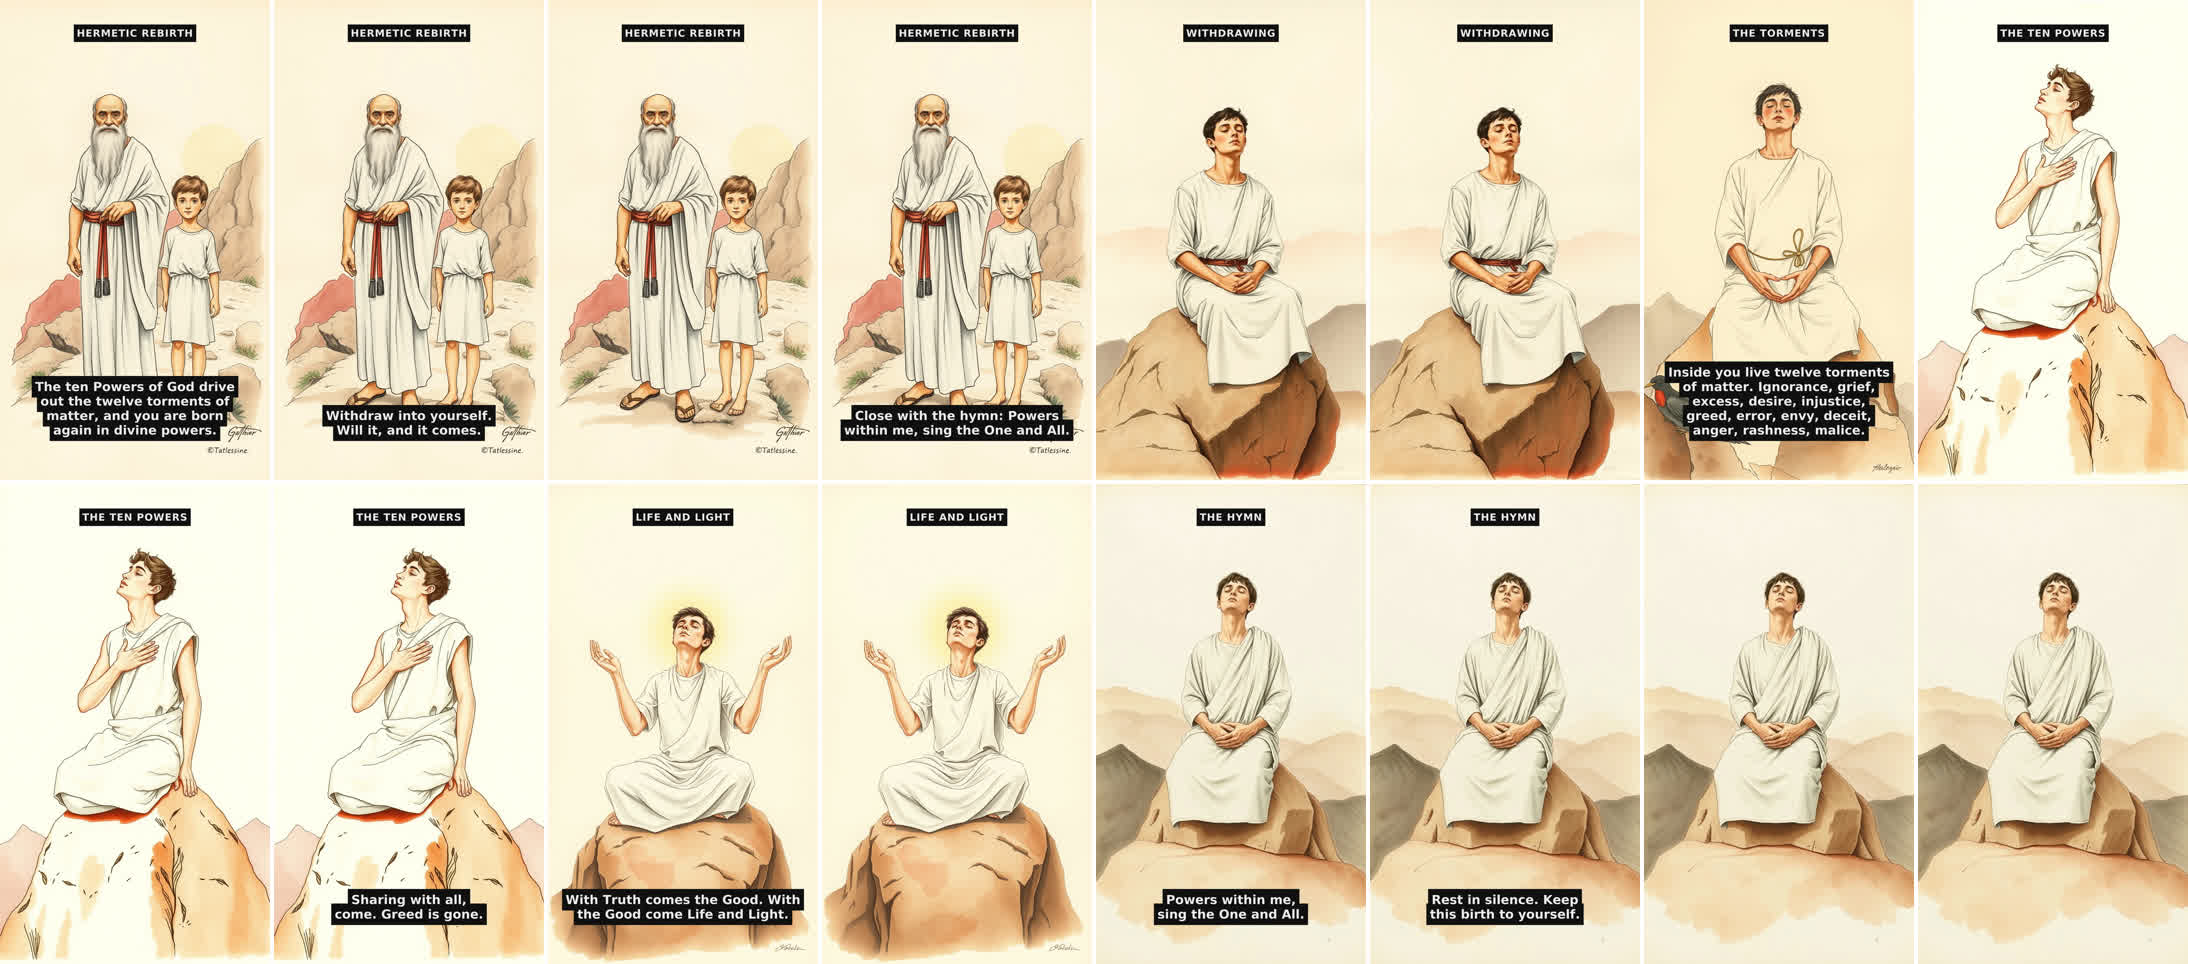 HERMETIC REBIRTH
The ten Powers of God drive
out the twelve torments of
matter, and you are born
again in divine powers.
©Tatlessine.
HERMETIC REBIRTH
Withdraw into yourself.
Will it, and it comes.
©Tatlessine.
HERMETIC REBIRTH
©Tatlessine.
HERMETIC REBIRTH
Close with the hymn: Powers
within me, sing the One and All.
©Tatlessine.
WITHDRAWING
WITHDRAWING
THE TORMENTS
Inside you live twelve torments
of matter. Ignorance, grief,
excess, desire, injustice,
greed, error, envy, deceit,
anger, rashness, malice.
THE TEN POWERS
THE TEN POWERS
THE TEN POWERS
Sharing with all,
come. Greed is gone.
LIFE AND LIGHT
With Truth comes the Good. With
the Good come Life and Light.
LIFE AND LIGHT
THE HYMN
Powers within me,
sing the One and All.
THE HYMN
Rest in silence. Keep
this birth to yourself.